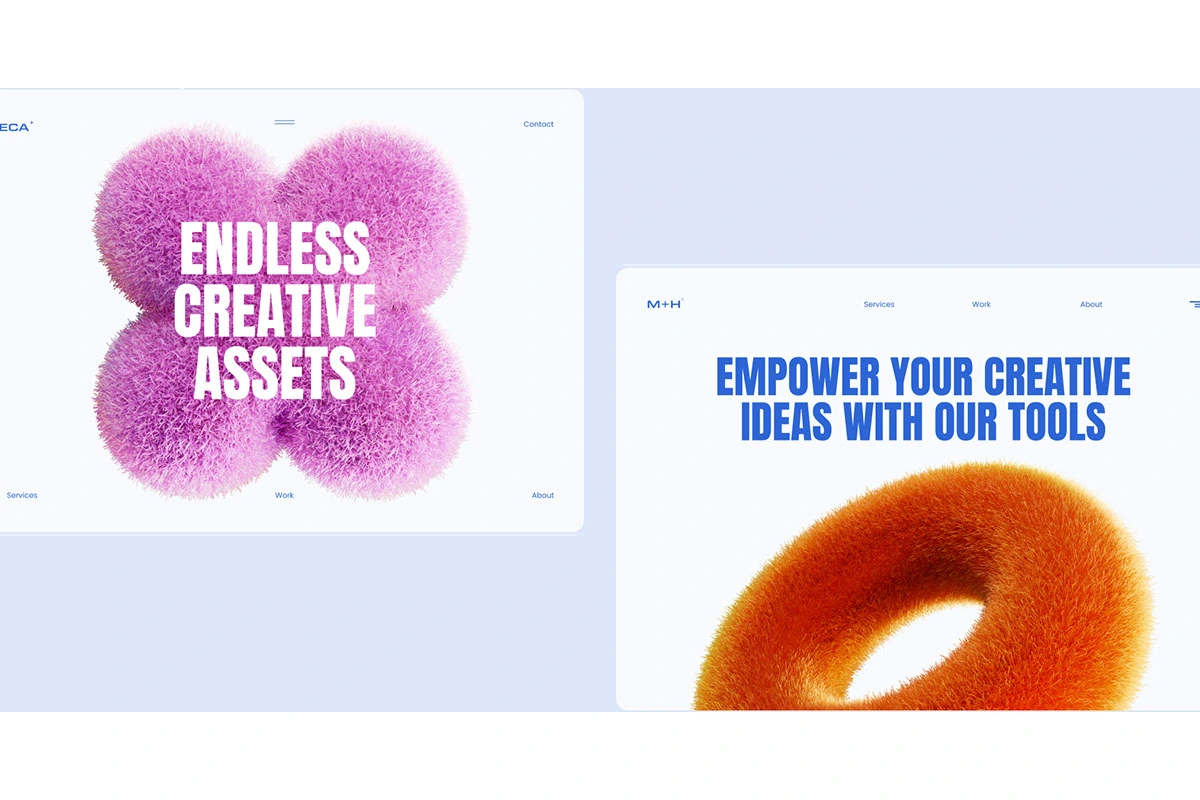 ECA+
Contact
ENDLESS
CREATIVE
ASSETS
Services
Work
About
M+H
Services
Work
About
EMPOWER YOUR CREATIVE
IDEAS WITH OUR TOOLS